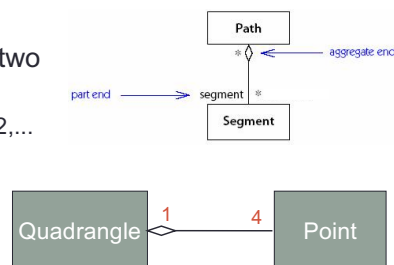 Path
two
* aggregate end
part end segment *
2,...
Segment
1 4
Quadrangle Point